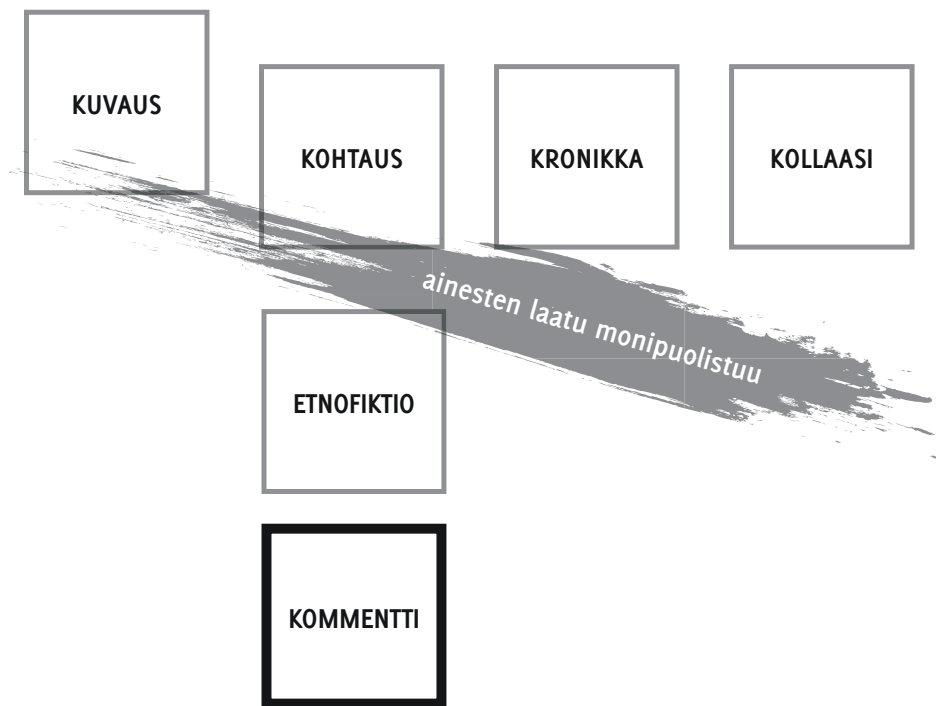 KUVAUS
KOHTAUS
KRONIKKA
KOLLAASI
ainesten laatu monipuolistuu
ETNOFIKTIO
KOMMENTTI